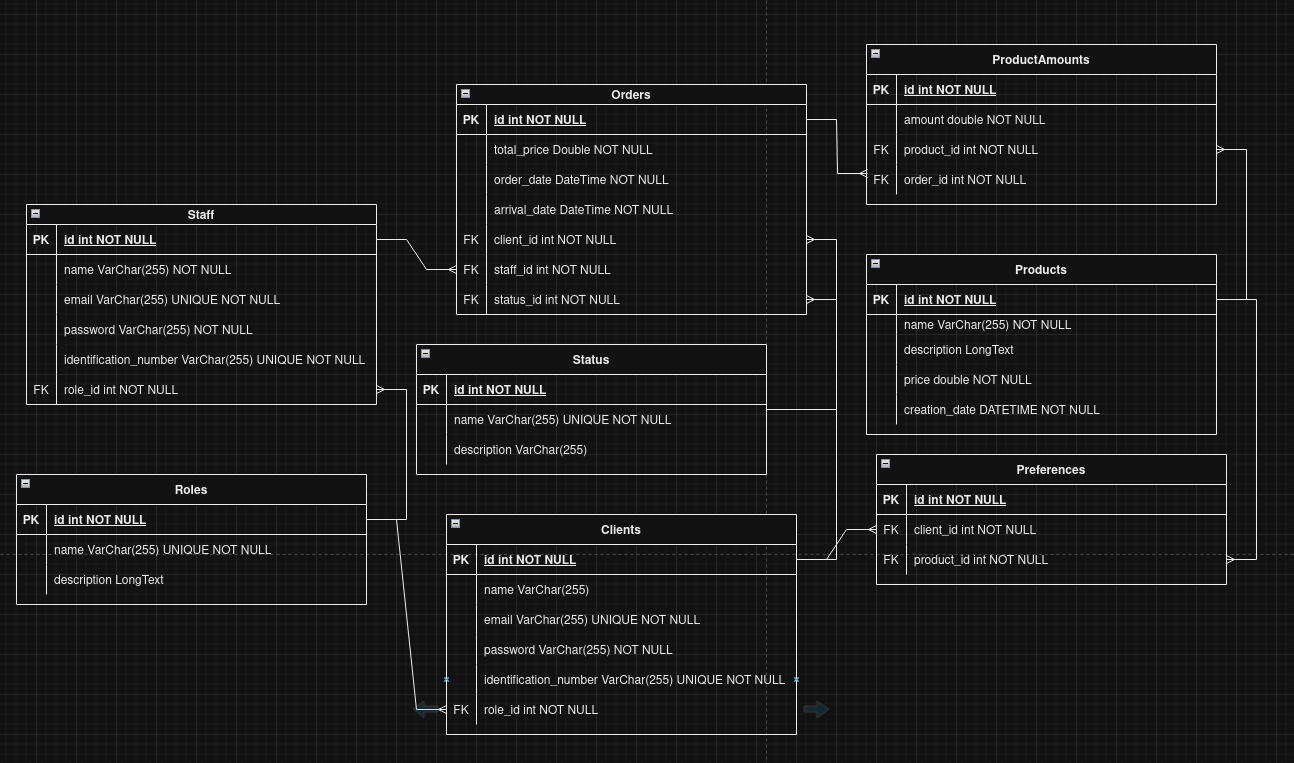 ProductAmounts
PK id int NOT NULL
amount double NOT NULL
FK product_id int NOT NULL
FK order_id int NOT NULL
Orders
PK id int NOT NULL
total_price Double NOT NULL
order_date DateTime NOT NULL
arrival_date DateTime NOT NULL
FK client_id int NOT NULL
FK staff_id int NOT NULL
FK status_id int NOT NULL
Staff
PK id int NOT NULL
name VarChar(255) NOT NULL
email VarChar(255) UNIQUE NOT NULL
password VarChar(255) NOT NULL
identification_number VarChar(255) UNIQUE NOT NULL
FK role_id int NOT NULL
Products
PK id int NOT NULL
name VarChar(255) NOT NULL
description LongText
price double NOT NULL
creation_date DATETIME NOT NULL
Status
PK id int NOT NULL
name VarChar(255) UNIQUE NOT NULL
description VarChar(255)
Preferences
PK id int NOT NULL
FK client_id int NOT NULL
FK product_id int NOT NULL
Roles
PK id int NOT NULL
name VarChar(255) UNIQUE NOT NULL
description LongText
Clients
PK id int NOT NULL
name VarChar(255)
email VarChar(255) UNIQUE NOT NULL
password VarChar(255) NOT NULL
identification_number VarChar(255) UNIQUE NOT NULL
FK role_id int NOT NULL